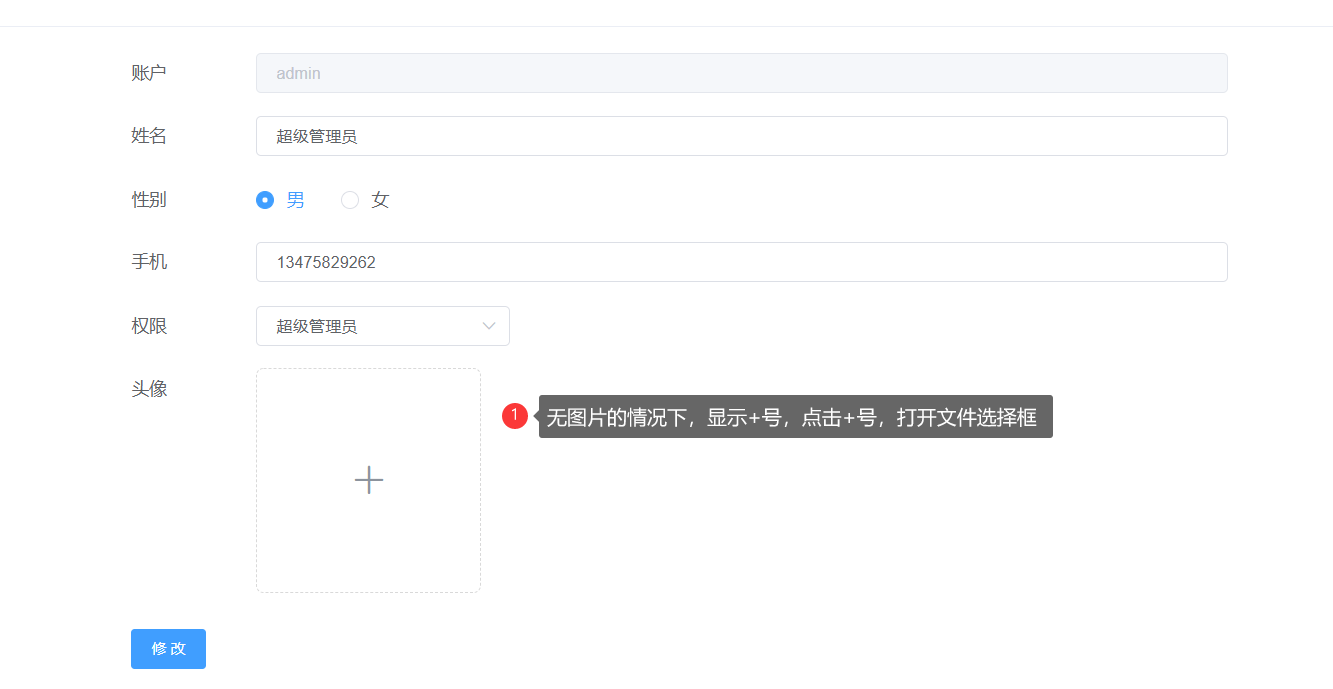 账户 admin
姓名 超级管理员
性别 男 女
手机 13475829262
权限 超级管理员
头像
1 无图片的情况下，显示+号，点击+号，打开文件选择框
修改